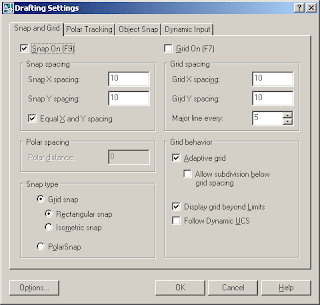 Drafting Settings
Snap and Grid
Polar Tracking
Object Snap
Dynamic Input
Snap On (F9)
Grid On (F7)
Snap spacing
Snap X spacing:
10
Snap Y spacing:
10
Equal X and Y spacing
Grid spacing
Grid X spacing:
10
Grid Y spacing:
10
Major line every:
5
Polar spacing
Polar distance:
0
Grid behavior
Adaptive grid
Allow subdivision below
grid spacing
Display grid beyond Limits
Follow Dynamic UCS
Snap type
Grid snap
Rectangular snap
Isometric snap
PolarSnap
Options...
OK
Cancel
Help